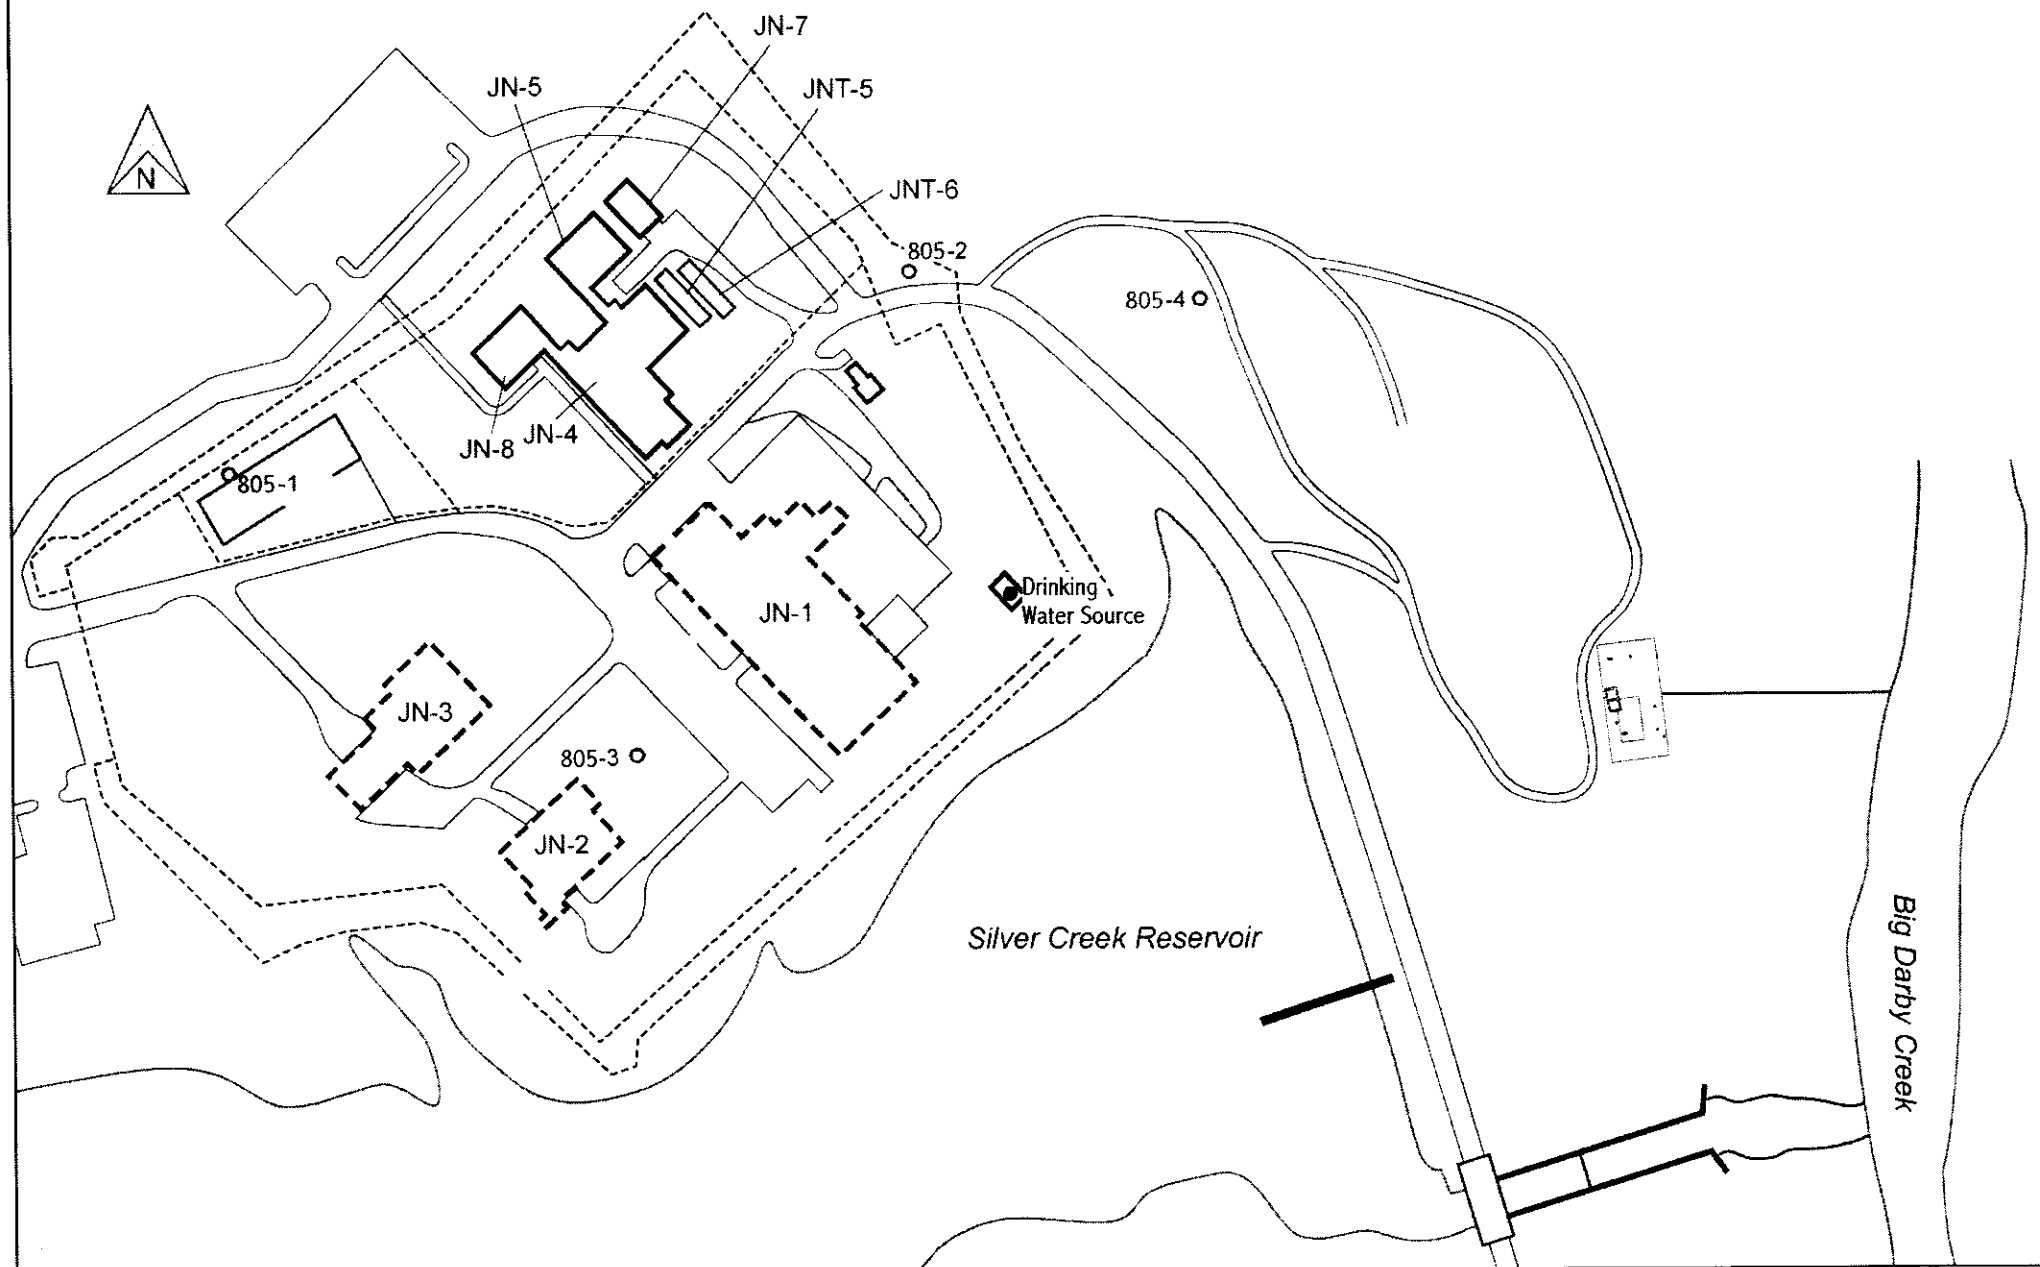 JN-7
JN-5
JNT-5
N
JNT-6
805-2
805-4
JN-8
JN-4
805-1
Drinking
Water Source
JN-1
JN-3
805-3
JN-2
Silver Creek Reservoir
Big Darby Creek